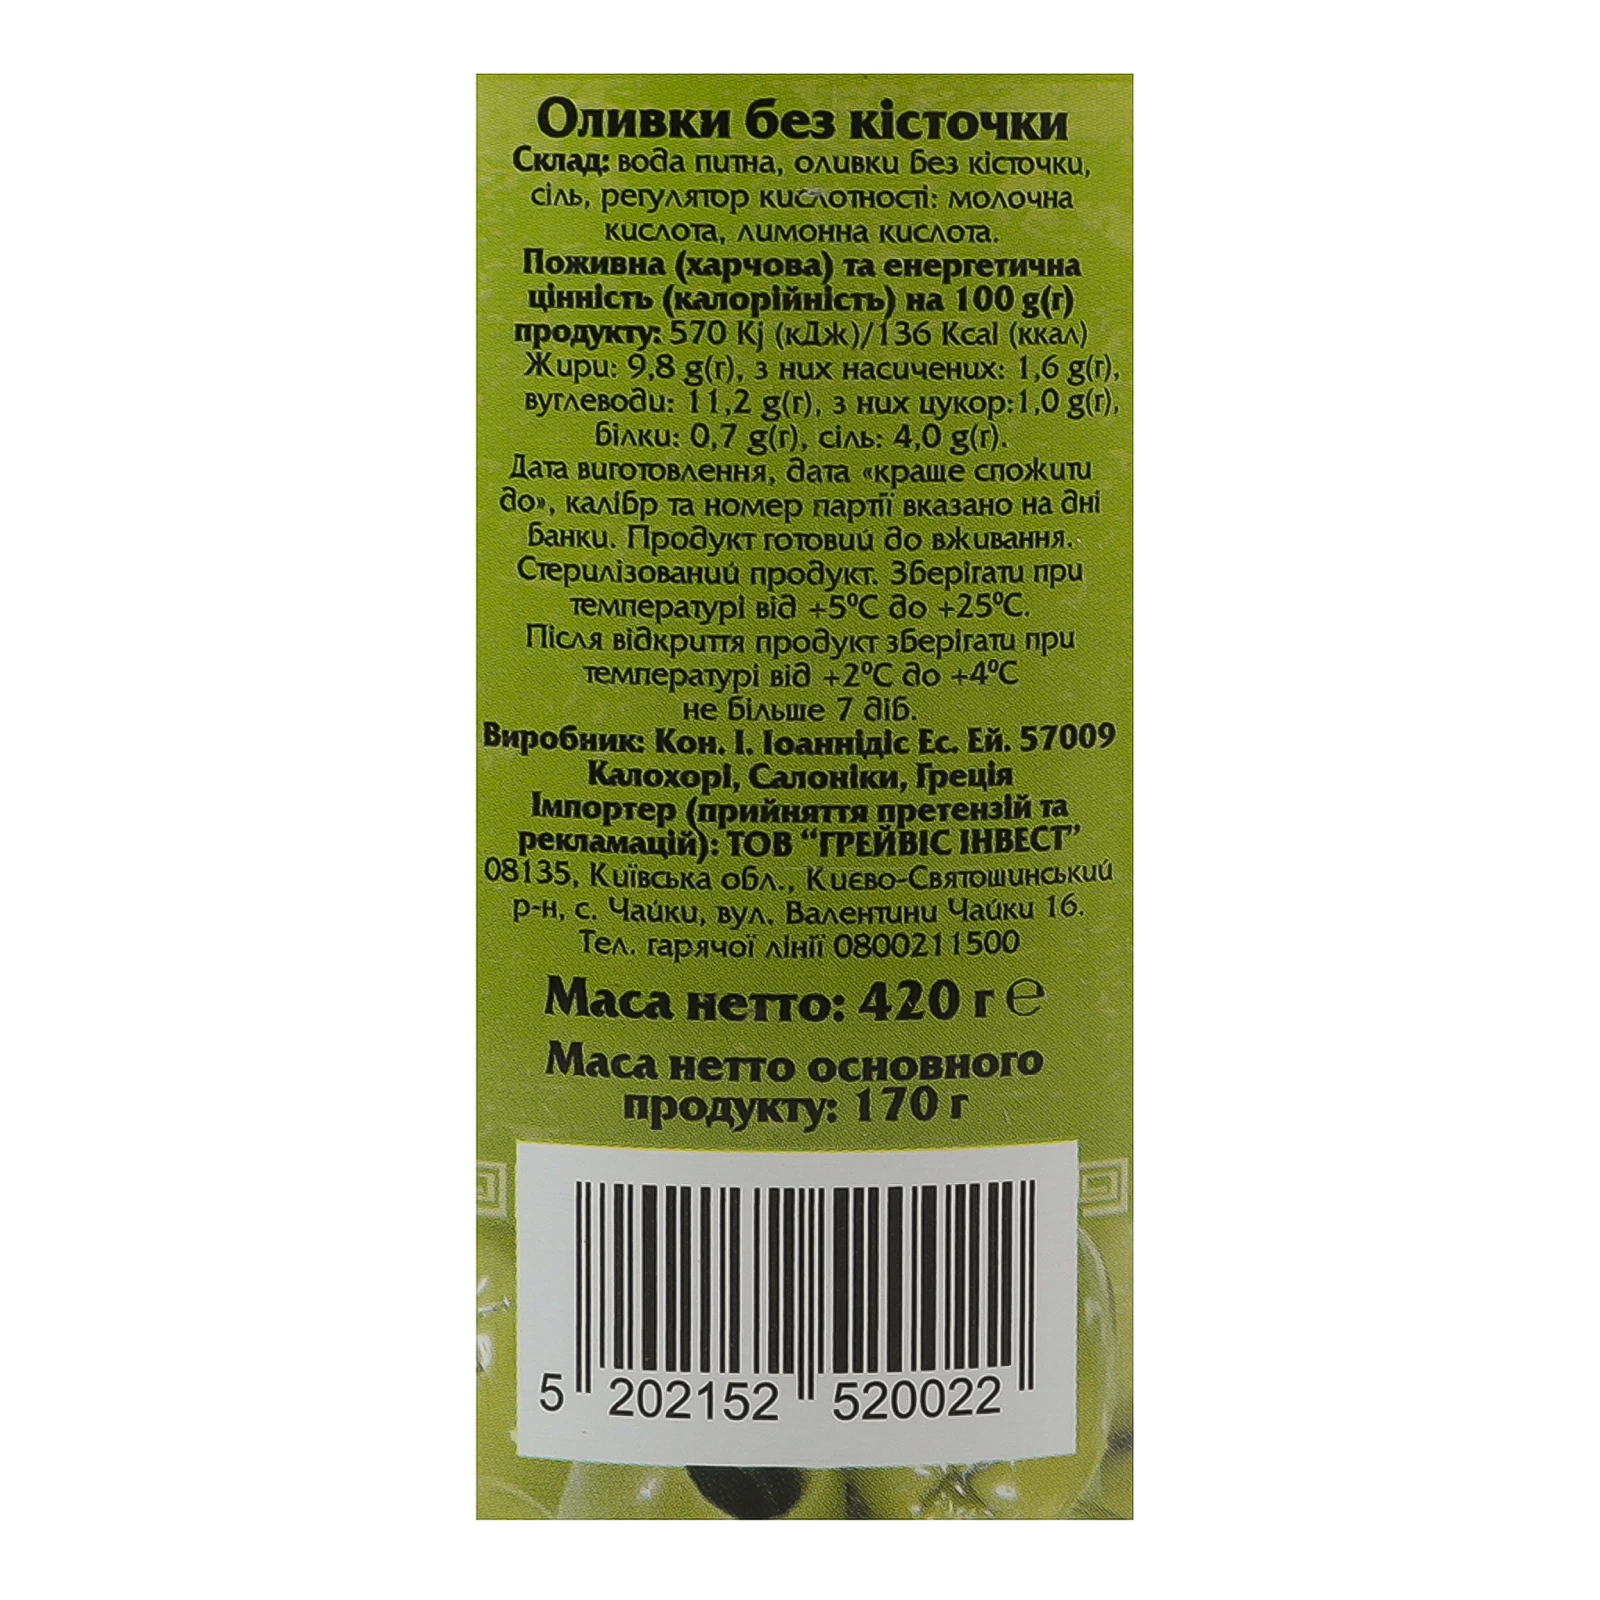 Оливки без кісточки
Склад: вода питна, оливки без кісточки,
сіль, регулятор кислотності: молочна
кислота, лимонна кислота.
Поживна (харчова) та енергетична
цінність (калорійність) на 100 g(г)
продукту: 570 Kj (кДж)/136 Kcal (ккал)
Жири: 9,8 g(г), з них насичених: 1,6 g(г),
вуглеводи: 11,2 g(г), з них цукор:1,0 g(г),
білки: 0,7 g(г), сіль: 4,0 g(г).
Дата виготовлення, дата «краще спожити
до», калібр та номер партії вказано на дні
банки. Продукт готовий до вживання.
Стерилізований продукт. Зберігати при
температурі від +5ºC до +25ºC.
Після відкриття продукт зберігати при
температурі від +2ºC до +4ºC
не більше 7 діб.
Виробник: Кон. І. Іоаннідіс Ес. Ей. 57009
Калохорі, Салоніки, Греція
Імпортер (прийняття претензій та
рекламацій): ТОВ "ГРЕЙВІС ІНВЕСТ"
08135, Київська обл., Києво-Святошинський
р-н, с. Чайки, вул. Валентини Чайки 16.
Тел. гарячої лінії 0800211500
Маса нетто: 420 г ℮
Маса нетто основного
продукту: 170 г
5 202152 520022